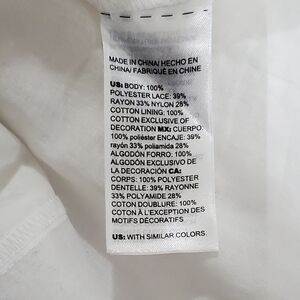 MADE IN CHINA/ HECHO EN
CHINA/ FABRIQUÉ EN CHINE
US: BODY: 100%
POLYESTER LACE: 39%
RAYON 33% NYLON 28%
COTTON LINING: 100%
COTTON EXCLUSIVE OF
DECORATION MX: CUERPO:
100% poliéster ENCAJE: 39%
rayón 33% poliamida 28%
ALGODÓN FORRO: 100%
ALGODÓN EXCLUSIVO DE
LA DECORACIÓN CA:
CORPS: 100% POLYESTER
DENTELLE: 39% RAYONNE
33% POLYAMIDE 28%
COTON DOUBLURE: 100%
COTON À L'EXCEPTION DES
MOTIFS DÉCORATIFS
US: WITH SIMILAR COLORS.